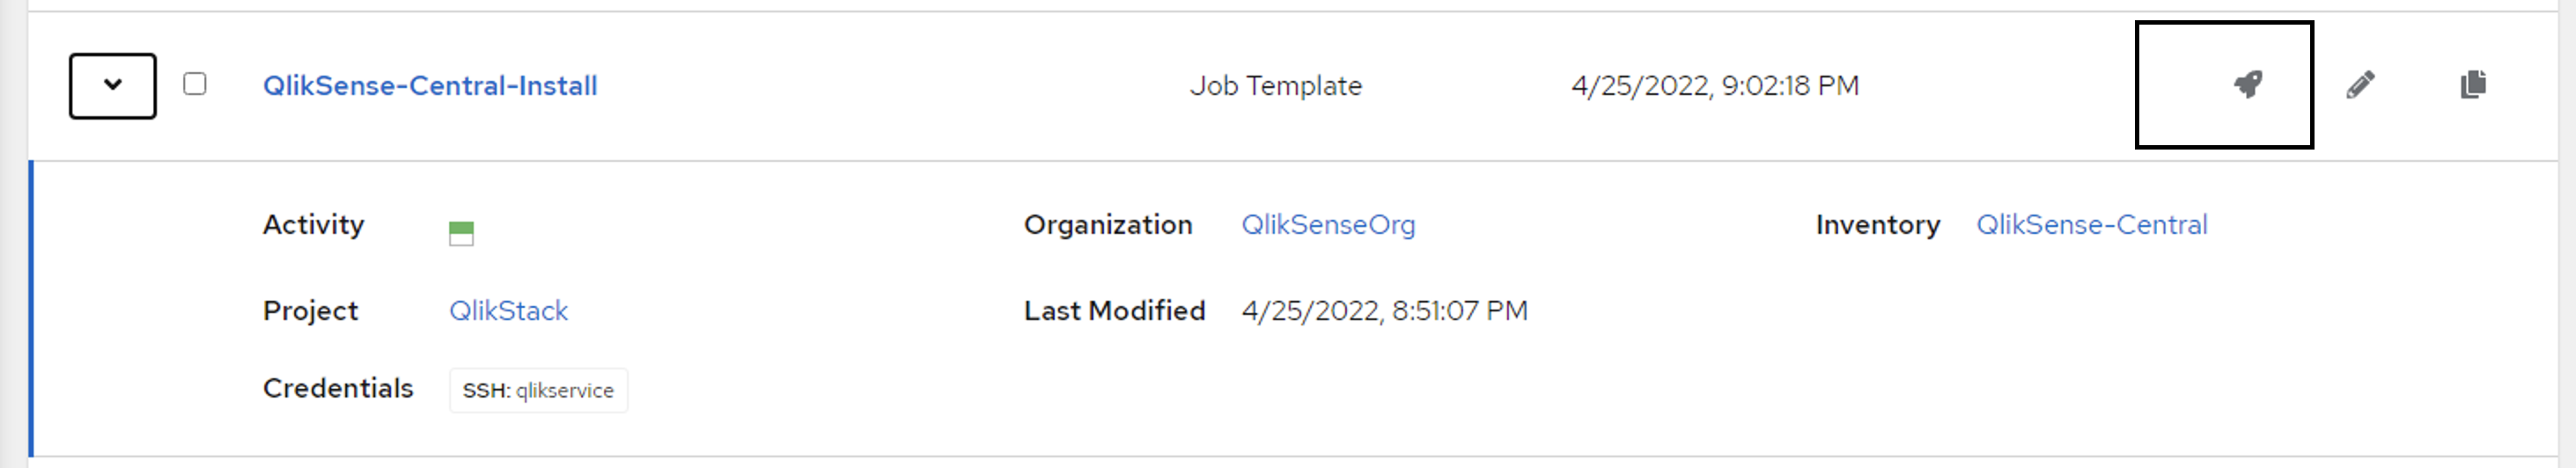 QlikSense-Central-Install Job Template 4/25/2022, 9:02:18 PM
Activity Organization QlikSenseOrg Inventory QlikSense-Central
Project QlikStack Last Modified 4/25/2022, 8:51:07 PM
Credentials SSH: qlikservice